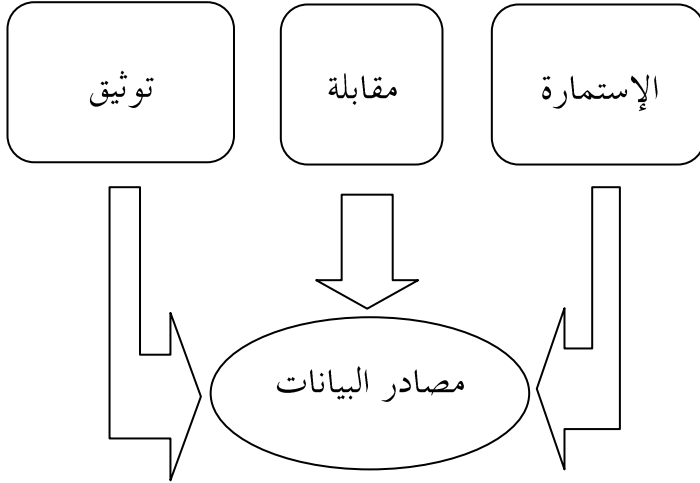 الإستمارة
مقابلة
توثيق
مصادر البيانات